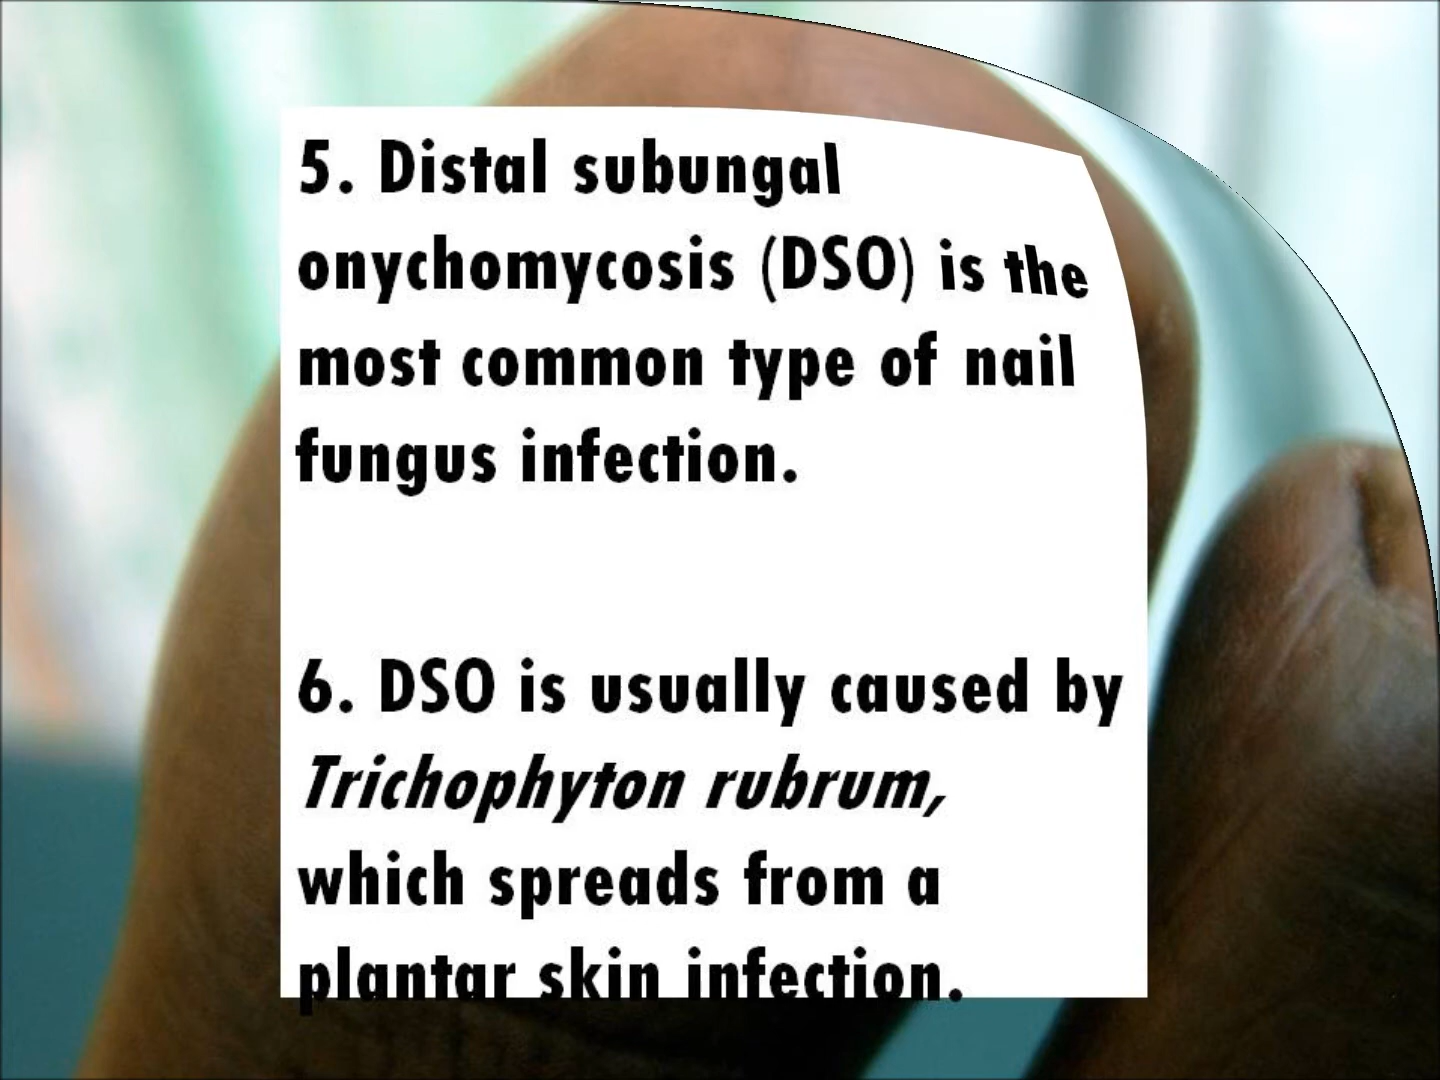 5. Distal subungal
onychomycosis (DSO) is the
most common type of nail
fungus infection.
6. DSO is usually caused by
Trichophyton rubrum,
which spreads from a
plantar skin infection.